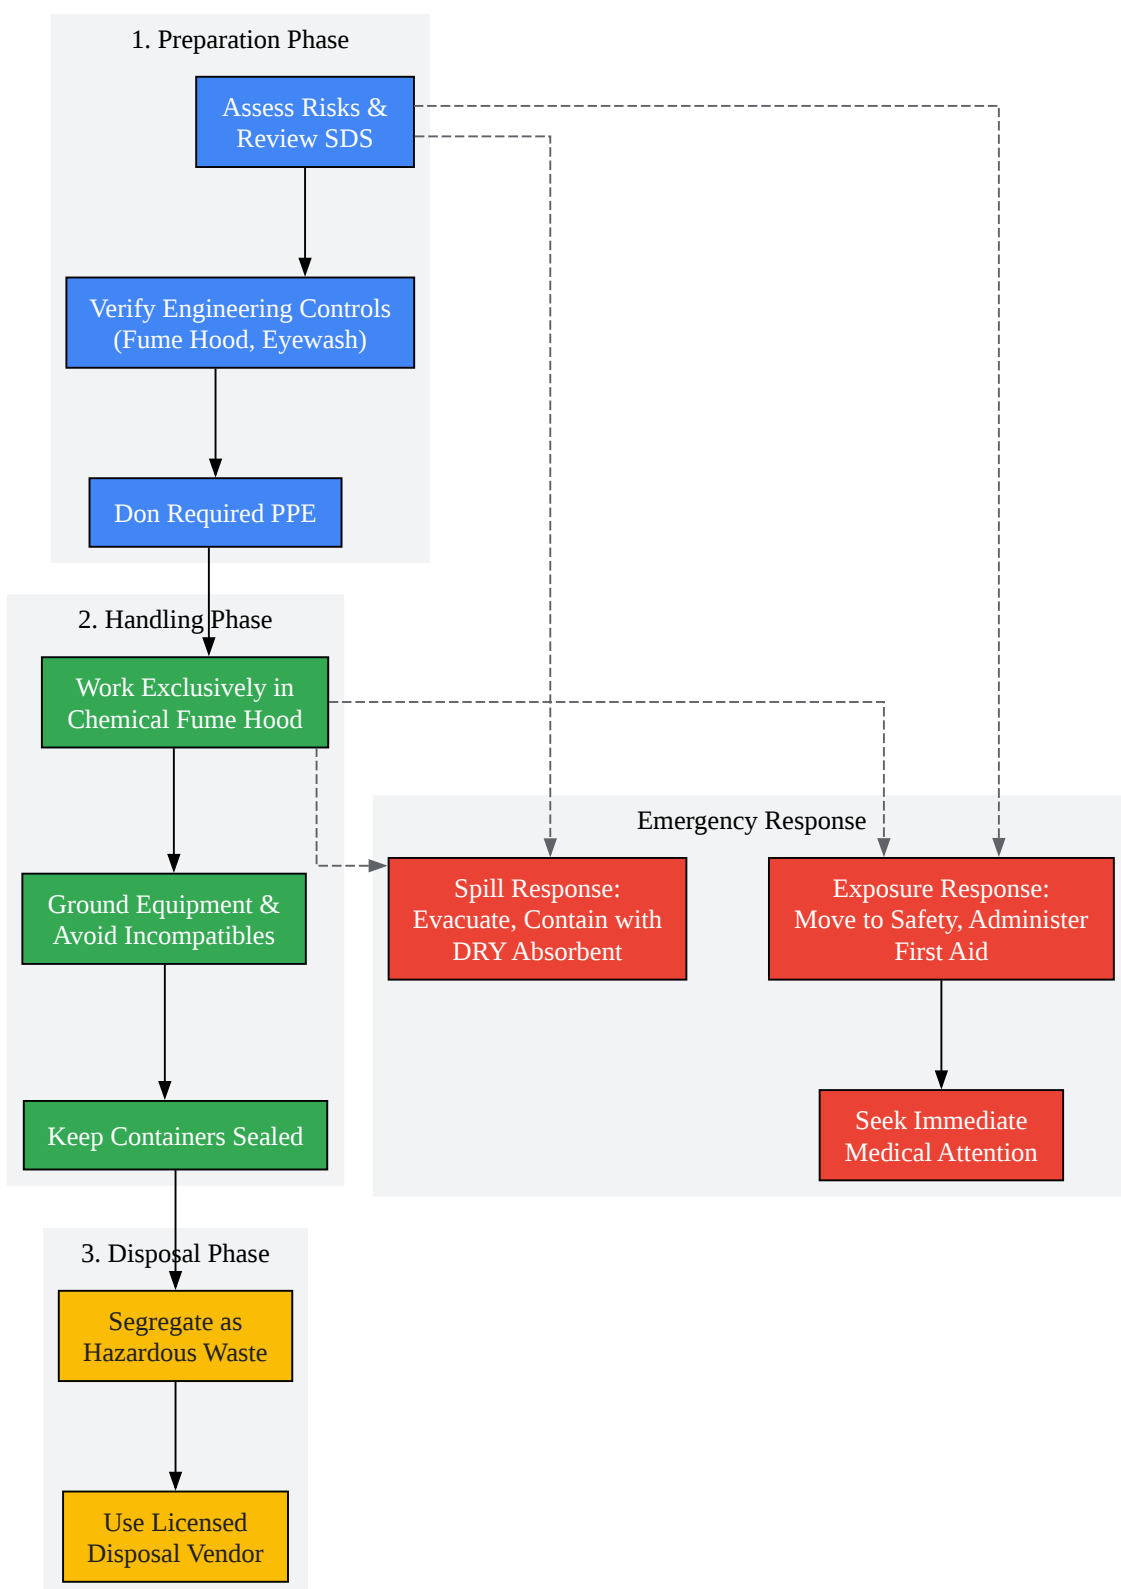 1. Preparation Phase
Assess Risks &
Review SDS
Verify Engineering Controls
(Fume Hood, Eyewash)
Don Required PPE
2. Handling Phase
Work Exclusively in
Chemical Fume Hood
Ground Equipment &
Avoid Incompatibles
Keep Containers Sealed
Emergency Response
Spill Response:
Evacuate, Contain with
DRY Absorbent
Exposure Response:
Move to Safety, Administer
First Aid
Seek Immediate
Medical Attention
3. Disposal Phase
Segregate as
Hazardous Waste
Use Licensed
Disposal Vendor